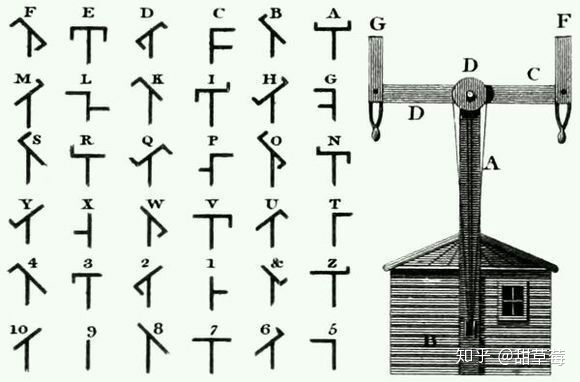 F E D C B A
M L K I H G
S R Q P O N
Y X W V U T
4 3 2 1 & Z
10 9 8 7 6 5
G F
D
C
D
A
B
知乎 @甜草莓